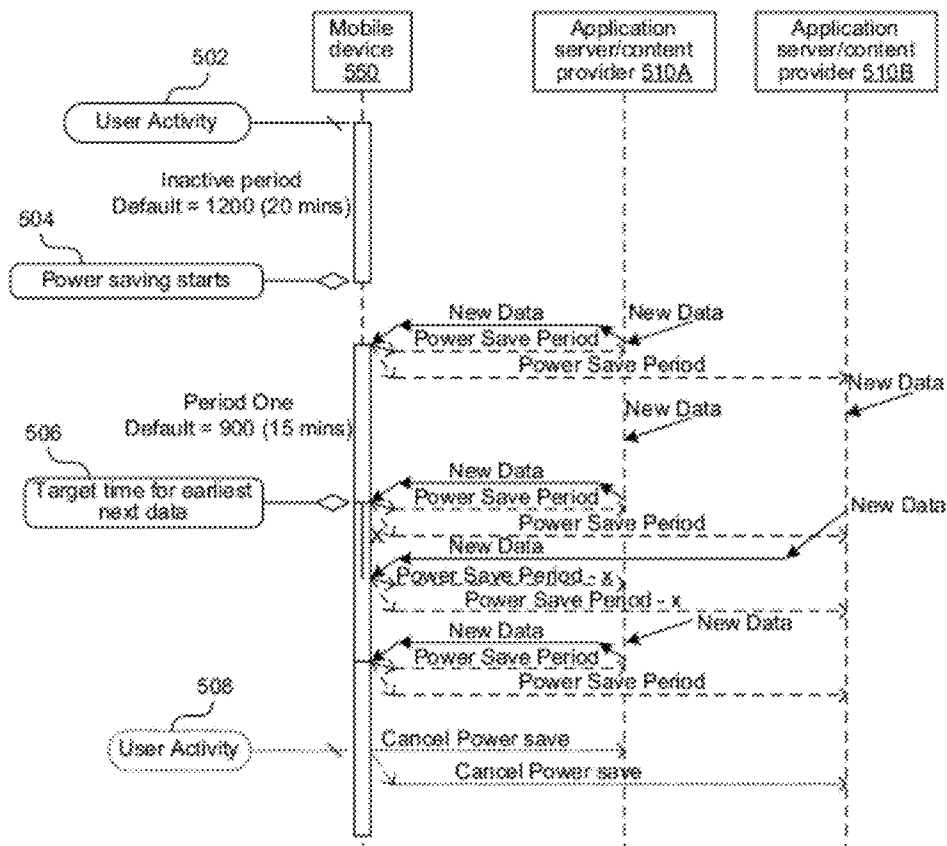 Mobile
device
550
Application
server/content
provider 510A
Application
server/content
provider 510B
502
User Activity
Inactive period
Default = 1200 (20 mins)
504
Power saving starts
New Data
New Data
Power Save Period
Power Save Period
New Data
Period One
Default = 900 (15 mins)
New Data
506
Target time for earliest
next data
New Data
Power Save Period
New Data
Power Save Period
New Data
Power Save Period - x
Power Save Period - x
New Data
New Data
Power Save Period
Power Save Period
508
User Activity
Cancel Power save
Cancel Power save